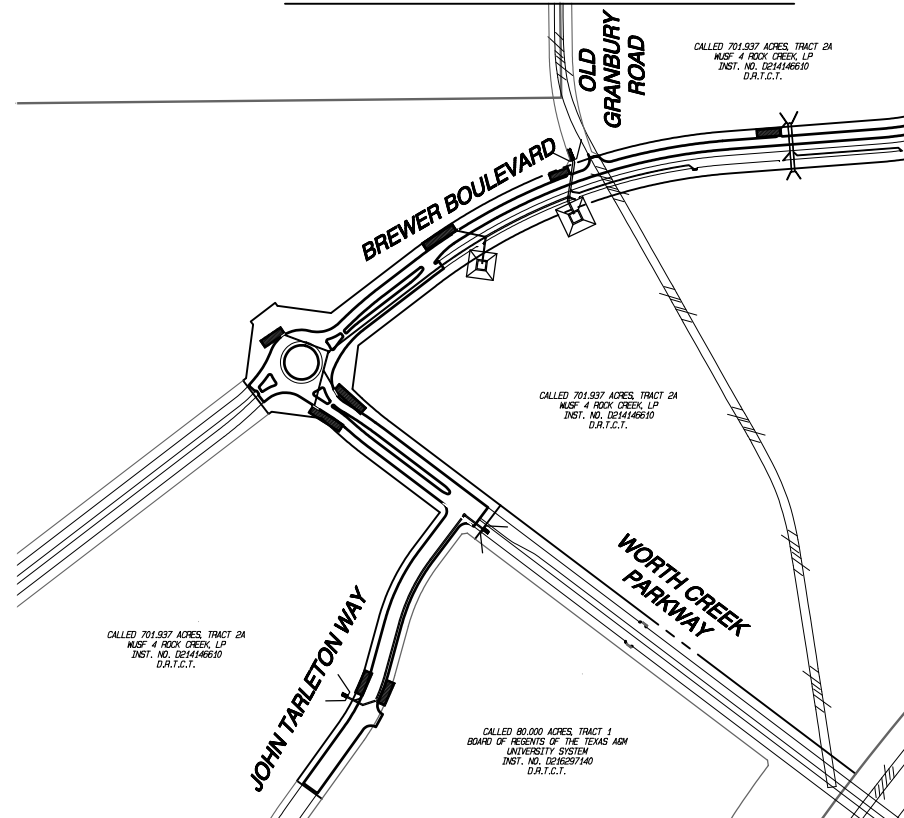 OLD
GRANBURY
ROAD
CALLED 701.937 ACRES, TRACT 2A
WUSF 4 ROCK CREEK, LP
INST. NO. D214146610
D.R.T.C.T.
BREWER BOULEVARD
CALLED 701.937 ACRES, TRACT 2A
WUSF 4 ROCK CREEK, LP
INST. NO. D214146610
D.R.T.C.T.
WORTH CREEK
PARKWAY
JOHN TARLETON WAY
CALLED 701.937 ACRES, TRACT 2A
WUSF 4 ROCK CREEK, LP
INST. NO. D214146610
D.R.T.C.T.
CALLED 80.000 ACRES, TRACT 1
BOARD OF REGENTS OF THE TEXAS A&M
UNIVERSITY SYSTEM
INST. NO. D216297140
D.R.T.C.T.